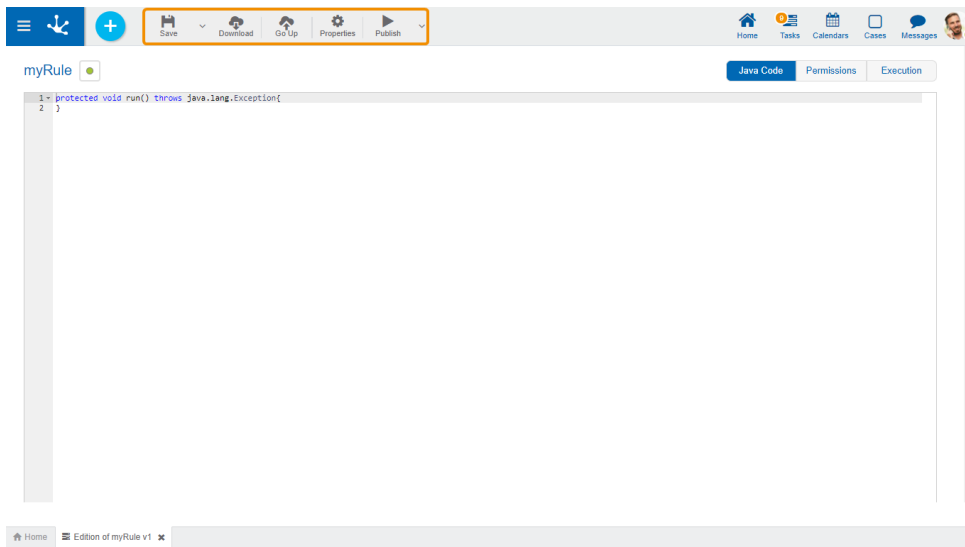 Save
Download
Go Up
Properties
Publish
Home
9
Tasks
Calendars
Cases
Messages
myRule
Java Code
Permissions
Execution
1 protected void run() throws java.lang.Exception{
2 }
Home
Edition of myRule v1